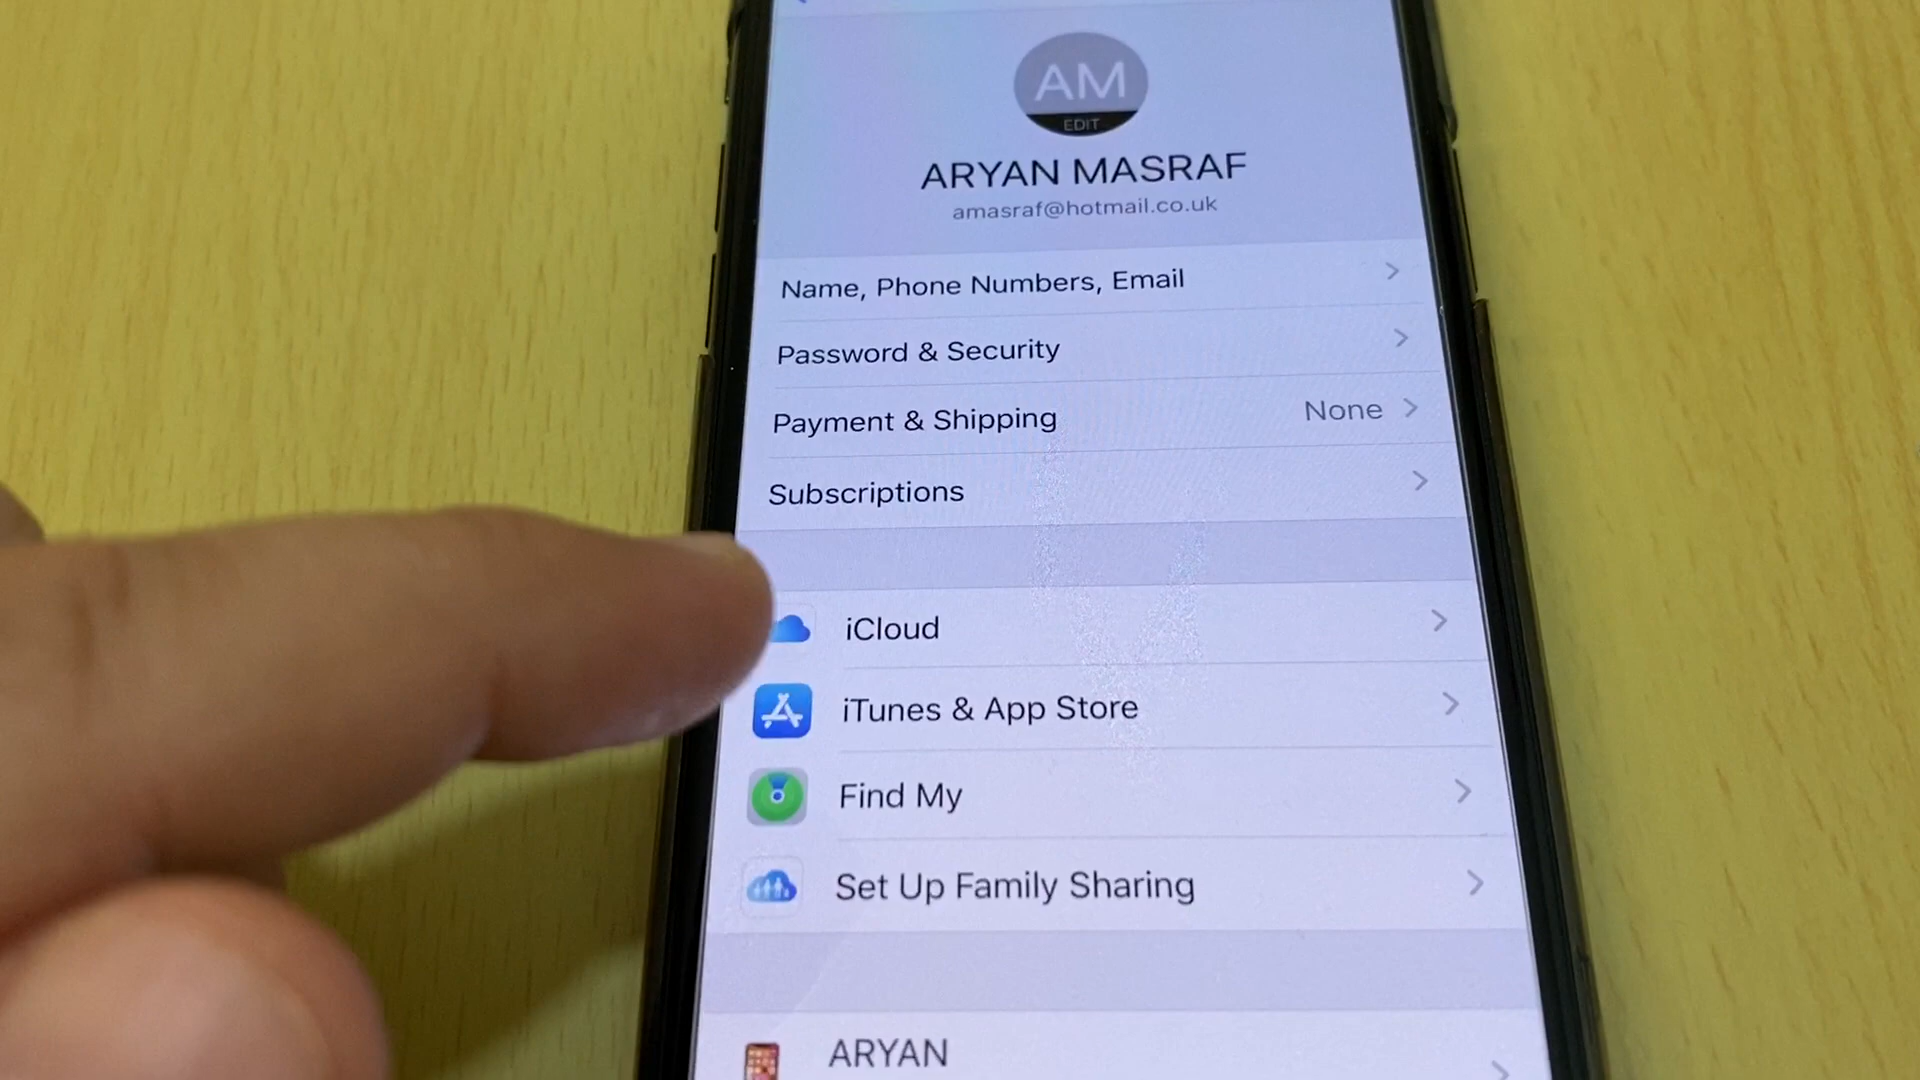 AM
EDIT
ARYAN MASRAF
amasraf@hotmail.co.uk
Name, Phone Numbers, Email
Password & Security
Payment & Shipping None
Subscriptions
iCloud
iTunes & App Store
Find My
Set Up Family Sharing
ARYAN